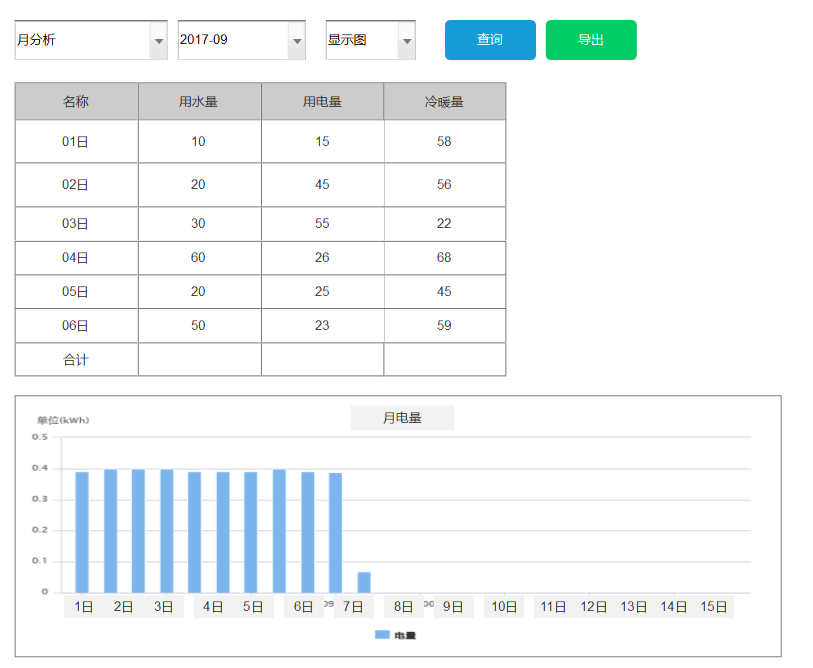 月分析 2017-09 显示图 查询 导出
名称 用水量 用电量 冷暖量
01日 10 15 58
02日 20 45 56
03日 30 55 22
04日 60 26 68
05日 20 25 45
06日 50 23 59
合计
月电量
单位(kWh)
0.5
0.4
0.3
0.2
0.1
0
1日 2日 3日 4日 5日 6日 09 7日 8日 00 9日 10日 11日 12日 13日 14日 15日
电量